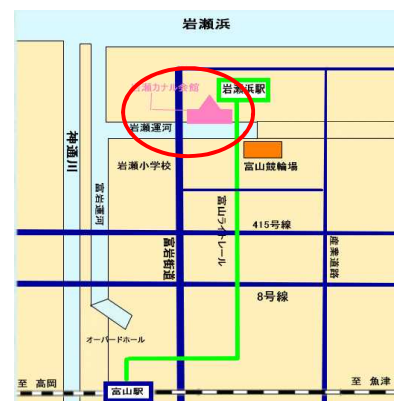 岩瀬浜
岩瀬カナル会館
岩瀬浜駅
岩瀬運河
神通川
岩瀬小学校
富山競輪場
富岩運河
富山ライトレール
415号線
富岩街道
産業道路
8号線
オーバードホール
至 高岡
富山駅
至 魚津